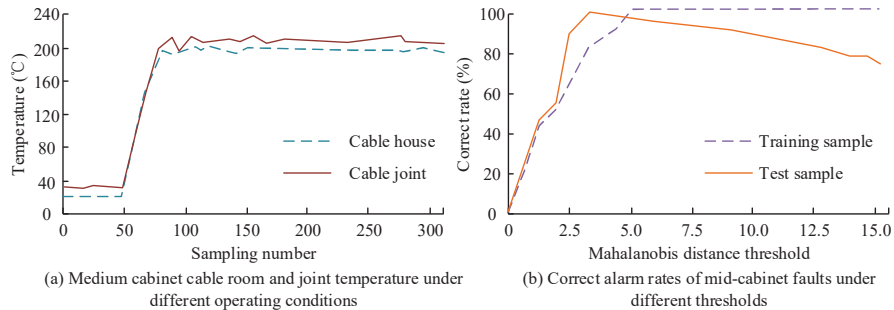 240
200
160
120
80
40
0
Temperature (℃)
Cable house
Cable joint
0 50 100 150 200 250 300
Sampling number
(a) Medium cabinet cable room and joint temperature under
different operating conditions
100
80
60
40
20
0
Correct rate (%)
Training sample
Test sample
0 2.5 5.0 7.5 10.0 12.5 15.0
Mahalanobis distance threshold
(b) Correct alarm rates of mid-cabinet faults under
different thresholds